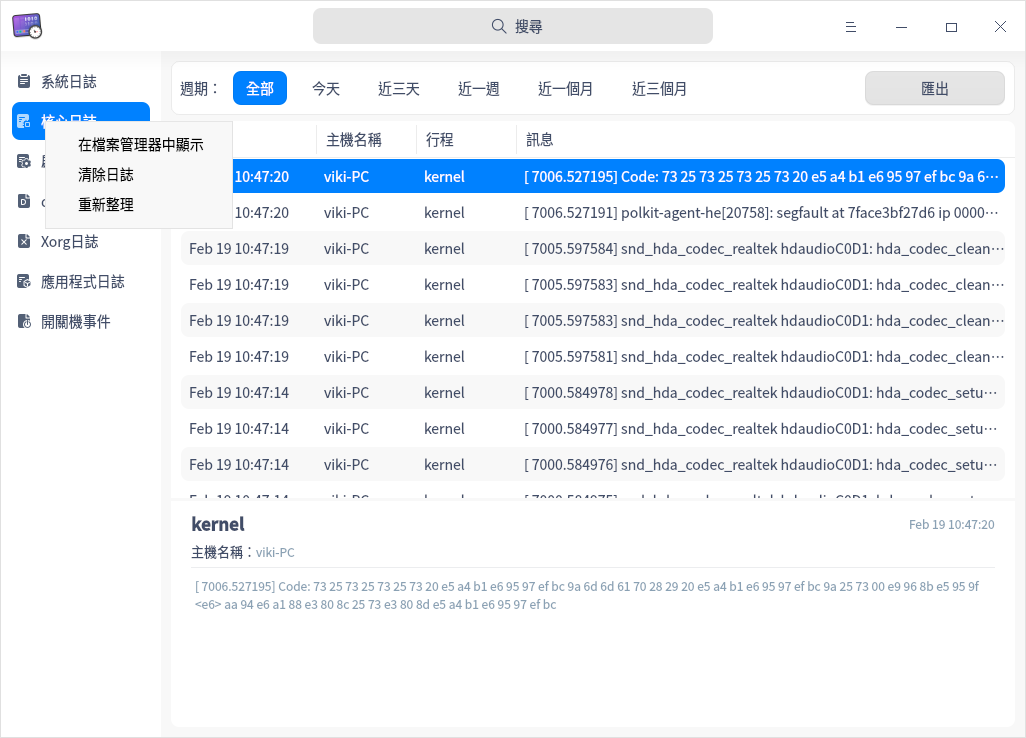 搜尋
系統日誌
核心日誌
Xorg日誌
應用程式日誌
開關機事件
在檔案管理器中顯示
清除日誌
重新整理
週期： 全部 今天 近三天 近一週 近一個月 近三個月 匯出
主機名稱 行程 訊息
10:47:20 viki-PC kernel [ 7006.527195] Code: 73 25 73 25 73 25 73 20 e5 a4 b1 e6 95 97 ef bc 9a 6…
10:47:20 viki-PC kernel [ 7006.527191] polkit-agent-he[20758]: segfault at 7face3bf27d6 ip 0000…
Feb 19 10:47:19 viki-PC kernel [ 7005.597584] snd_hda_codec_realtek hdaudioC0D1: hda_codec_clean…
Feb 19 10:47:19 viki-PC kernel [ 7005.597583] snd_hda_codec_realtek hdaudioC0D1: hda_codec_clean…
Feb 19 10:47:19 viki-PC kernel [ 7005.597583] snd_hda_codec_realtek hdaudioC0D1: hda_codec_clean…
Feb 19 10:47:19 viki-PC kernel [ 7005.597581] snd_hda_codec_realtek hdaudioC0D1: hda_codec_clean…
Feb 19 10:47:14 viki-PC kernel [ 7000.584978] snd_hda_codec_realtek hdaudioC0D1: hda_codec_setu…
Feb 19 10:47:14 viki-PC kernel [ 7000.584977] snd_hda_codec_realtek hdaudioC0D1: hda_codec_setu…
Feb 19 10:47:14 viki-PC kernel [ 7000.584976] snd_hda_codec_realtek hdaudioC0D1: hda_codec_setu…
kernel Feb 19 10:47:20
主機名稱：viki-PC
[ 7006.527195] Code: 73 25 73 25 73 25 73 20 e5 a4 b1 e6 95 97 ef bc 9a 6d 6d 61 70 28 29 20 e5 a4 b1 e6 95 97 ef bc 9a 25 73 00 e9 96 8b e5 95 9f
<e6> aa 94 e6 a1 88 e3 80 8c 25 73 e3 80 8d e5 a4 b1 e6 95 97 ef bc